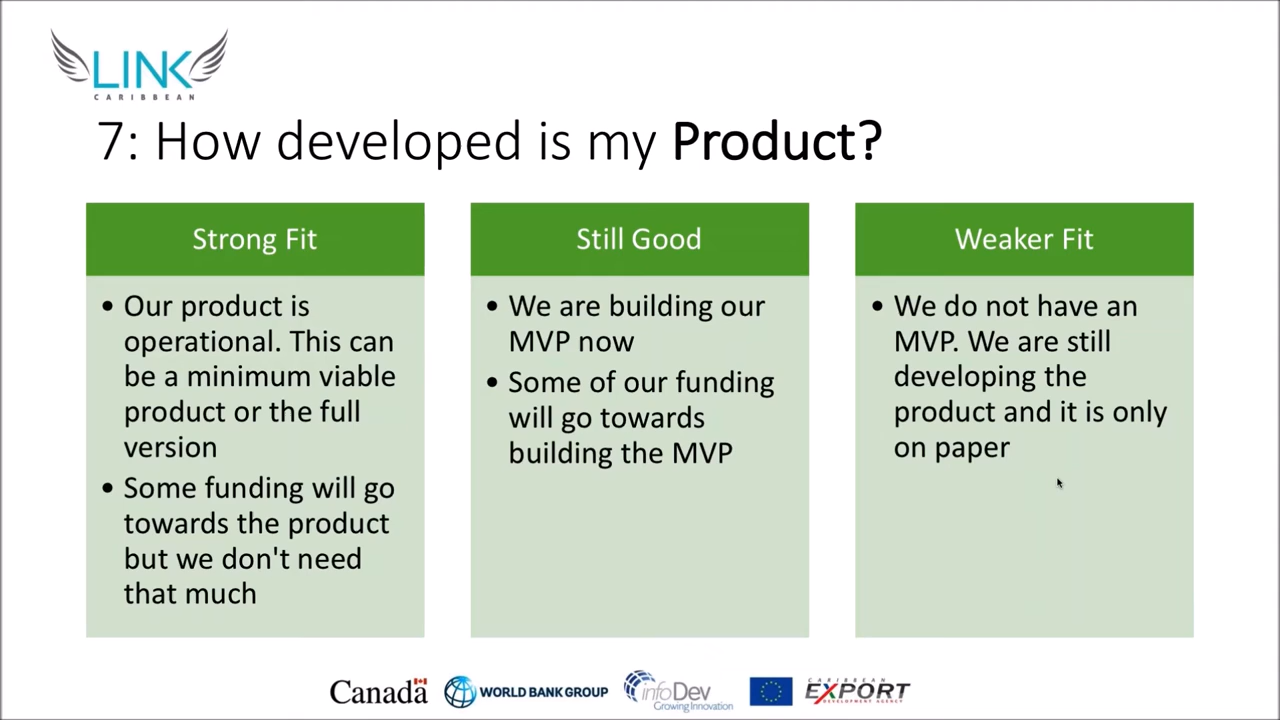 LINK
CARIBBEAN
7: How developed is my Product?
Strong Fit
• Our product is
operational. This can
be a minimum viable
product or the full
version
• Some funding will go
towards the product
but we don't need
that much
Still Good
• We are building our
MVP now
• Some of our funding
will go towards
building the MVP
Weaker Fit
• We do not have an
MVP. We are still
developing the
product and it is only
on paper
Canada
WORLD BANK GROUP
infoDev
Growing Innovation
CARIBBEAN
EXPORT
DEVELOPMENT AGENCY